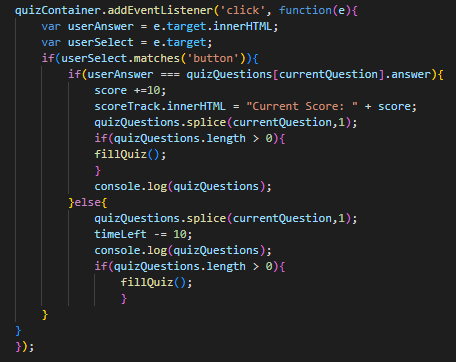 quizContainer.addEventListener('click', function(e){
    var userAnswer = e.target.innerHTML;
    var userSelect = e.target;
    if(userSelect.matches('button')){
        if(userAnswer === quizQuestions[currentQuestion].answer){
            score +=10;
            scoreTrack.innerHTML = "Current Score: " + score;
            quizQuestions.splice(currentQuestion,1);
            if(quizQuestions.length > 0){
            fillQuiz();
            }
            console.log(quizQuestions);
        }else{
            quizQuestions.splice(currentQuestion,1);
            timeLeft -= 10;
            console.log(quizQuestions);
            if(quizQuestions.length > 0){
                fillQuiz();
                }
    }
}
});